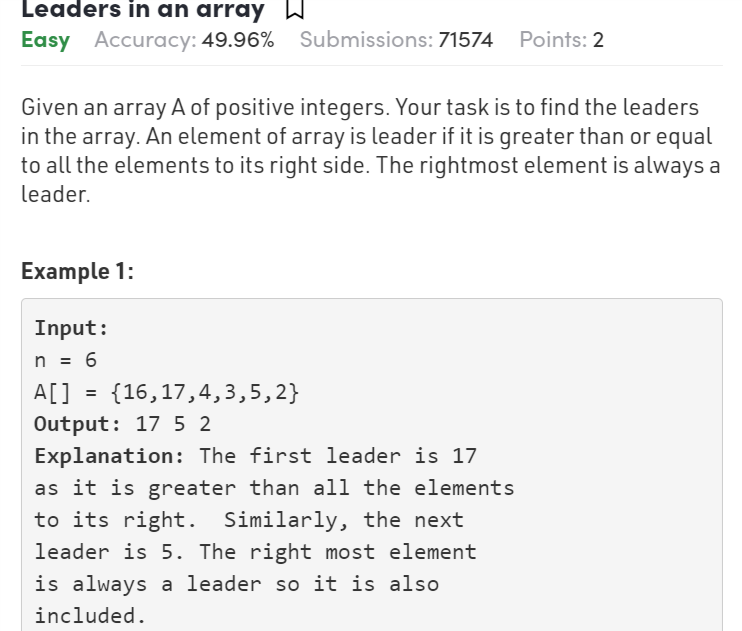 Leaders in an array
Easy Accuracy: 49.96% Submissions: 71574 Points: 2
Given an array A of positive integers. Your task is to find the leaders
in the array. An element of array is leader if it is greater than or equal
to all the elements to its right side. The rightmost element is always a
leader.
Example 1:
Input:
n = 6
A[] = {16,17,4,3,5,2}
Output: 17 5 2
Explanation: The first leader is 17
as it is greater than all the elements
to its right.  Similarly, the next
leader is 5. The right most element
is always a leader so it is also
included.